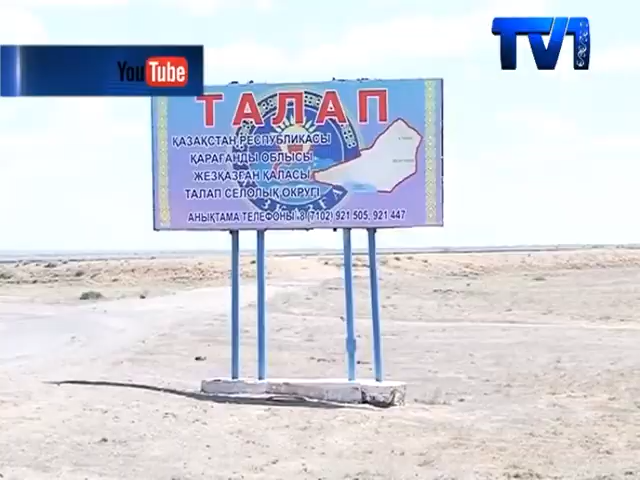 TV1
YouTube
ТАЛАП
ҚАЗАҚСТАН РЕСПУБЛИКАСЫ
ҚАРАҒАНДЫ ОБЛЫСЫ
ЖЕЗҚАЗҒАН ҚАЛАСЫ
ТАЛАП СЕЛОЛЫҚ ОКРУГІ
АНЫҚТАМА ТЕЛЕФОНЫ 8 (7102) 921 505, 921 447